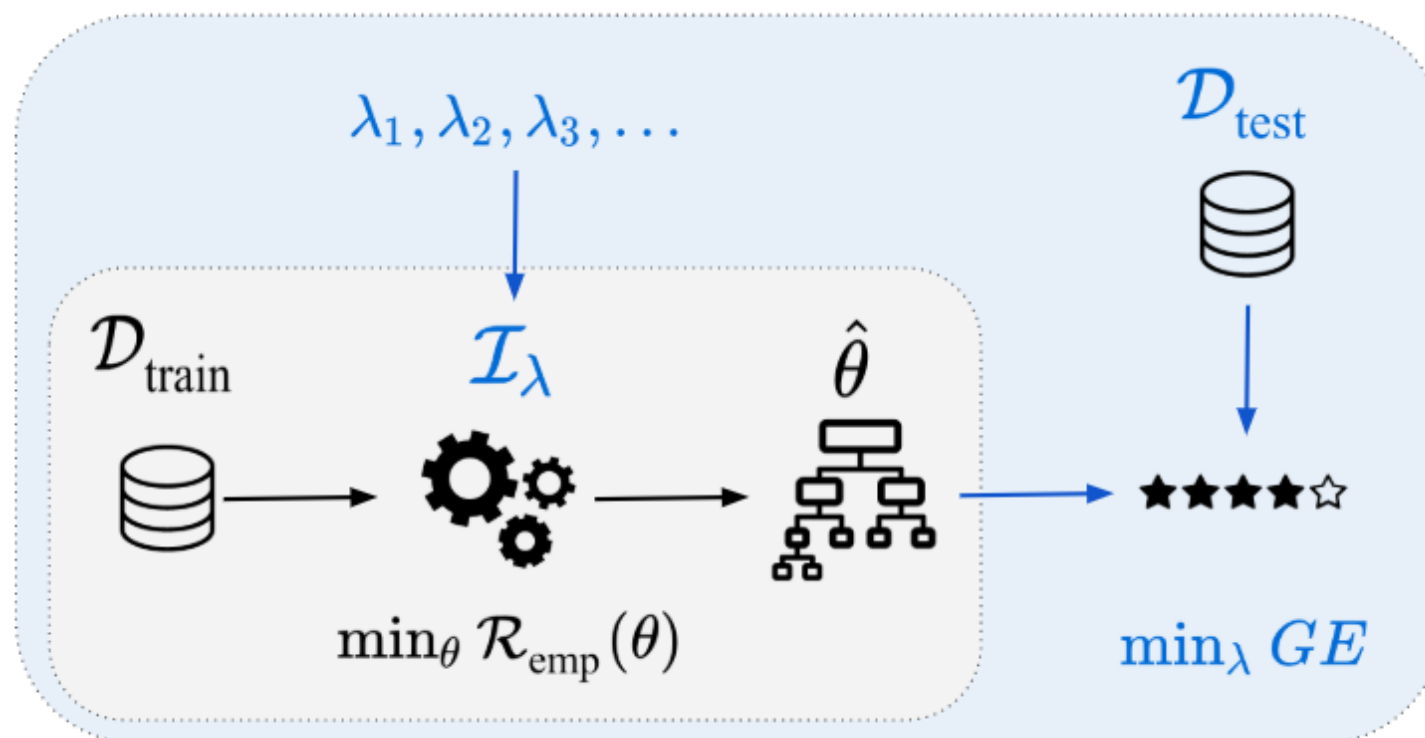 λ₁, λ₂, λ₃, …
𝒟_test
𝒟_train
ℐ_λ
θ̂
min_θ ℛ_emp (θ)
min_λ GE